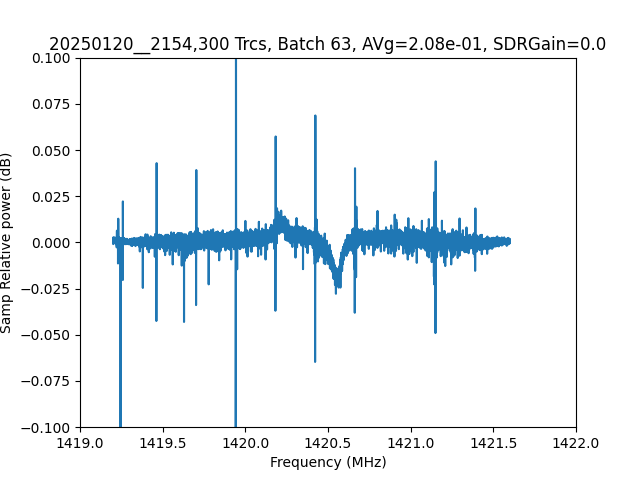 20250120__2154,300 Trcs, Batch 63, AVg=2.08e-01, SDRGain=0.0
0.100
0.075
0.050
0.025
0.000
−0.025
−0.050
−0.075
−0.100
Samp Relative power (dB)
1419.0 1419.5 1420.0 1420.5 1421.0 1421.5 1422.0
Frequency (MHz)